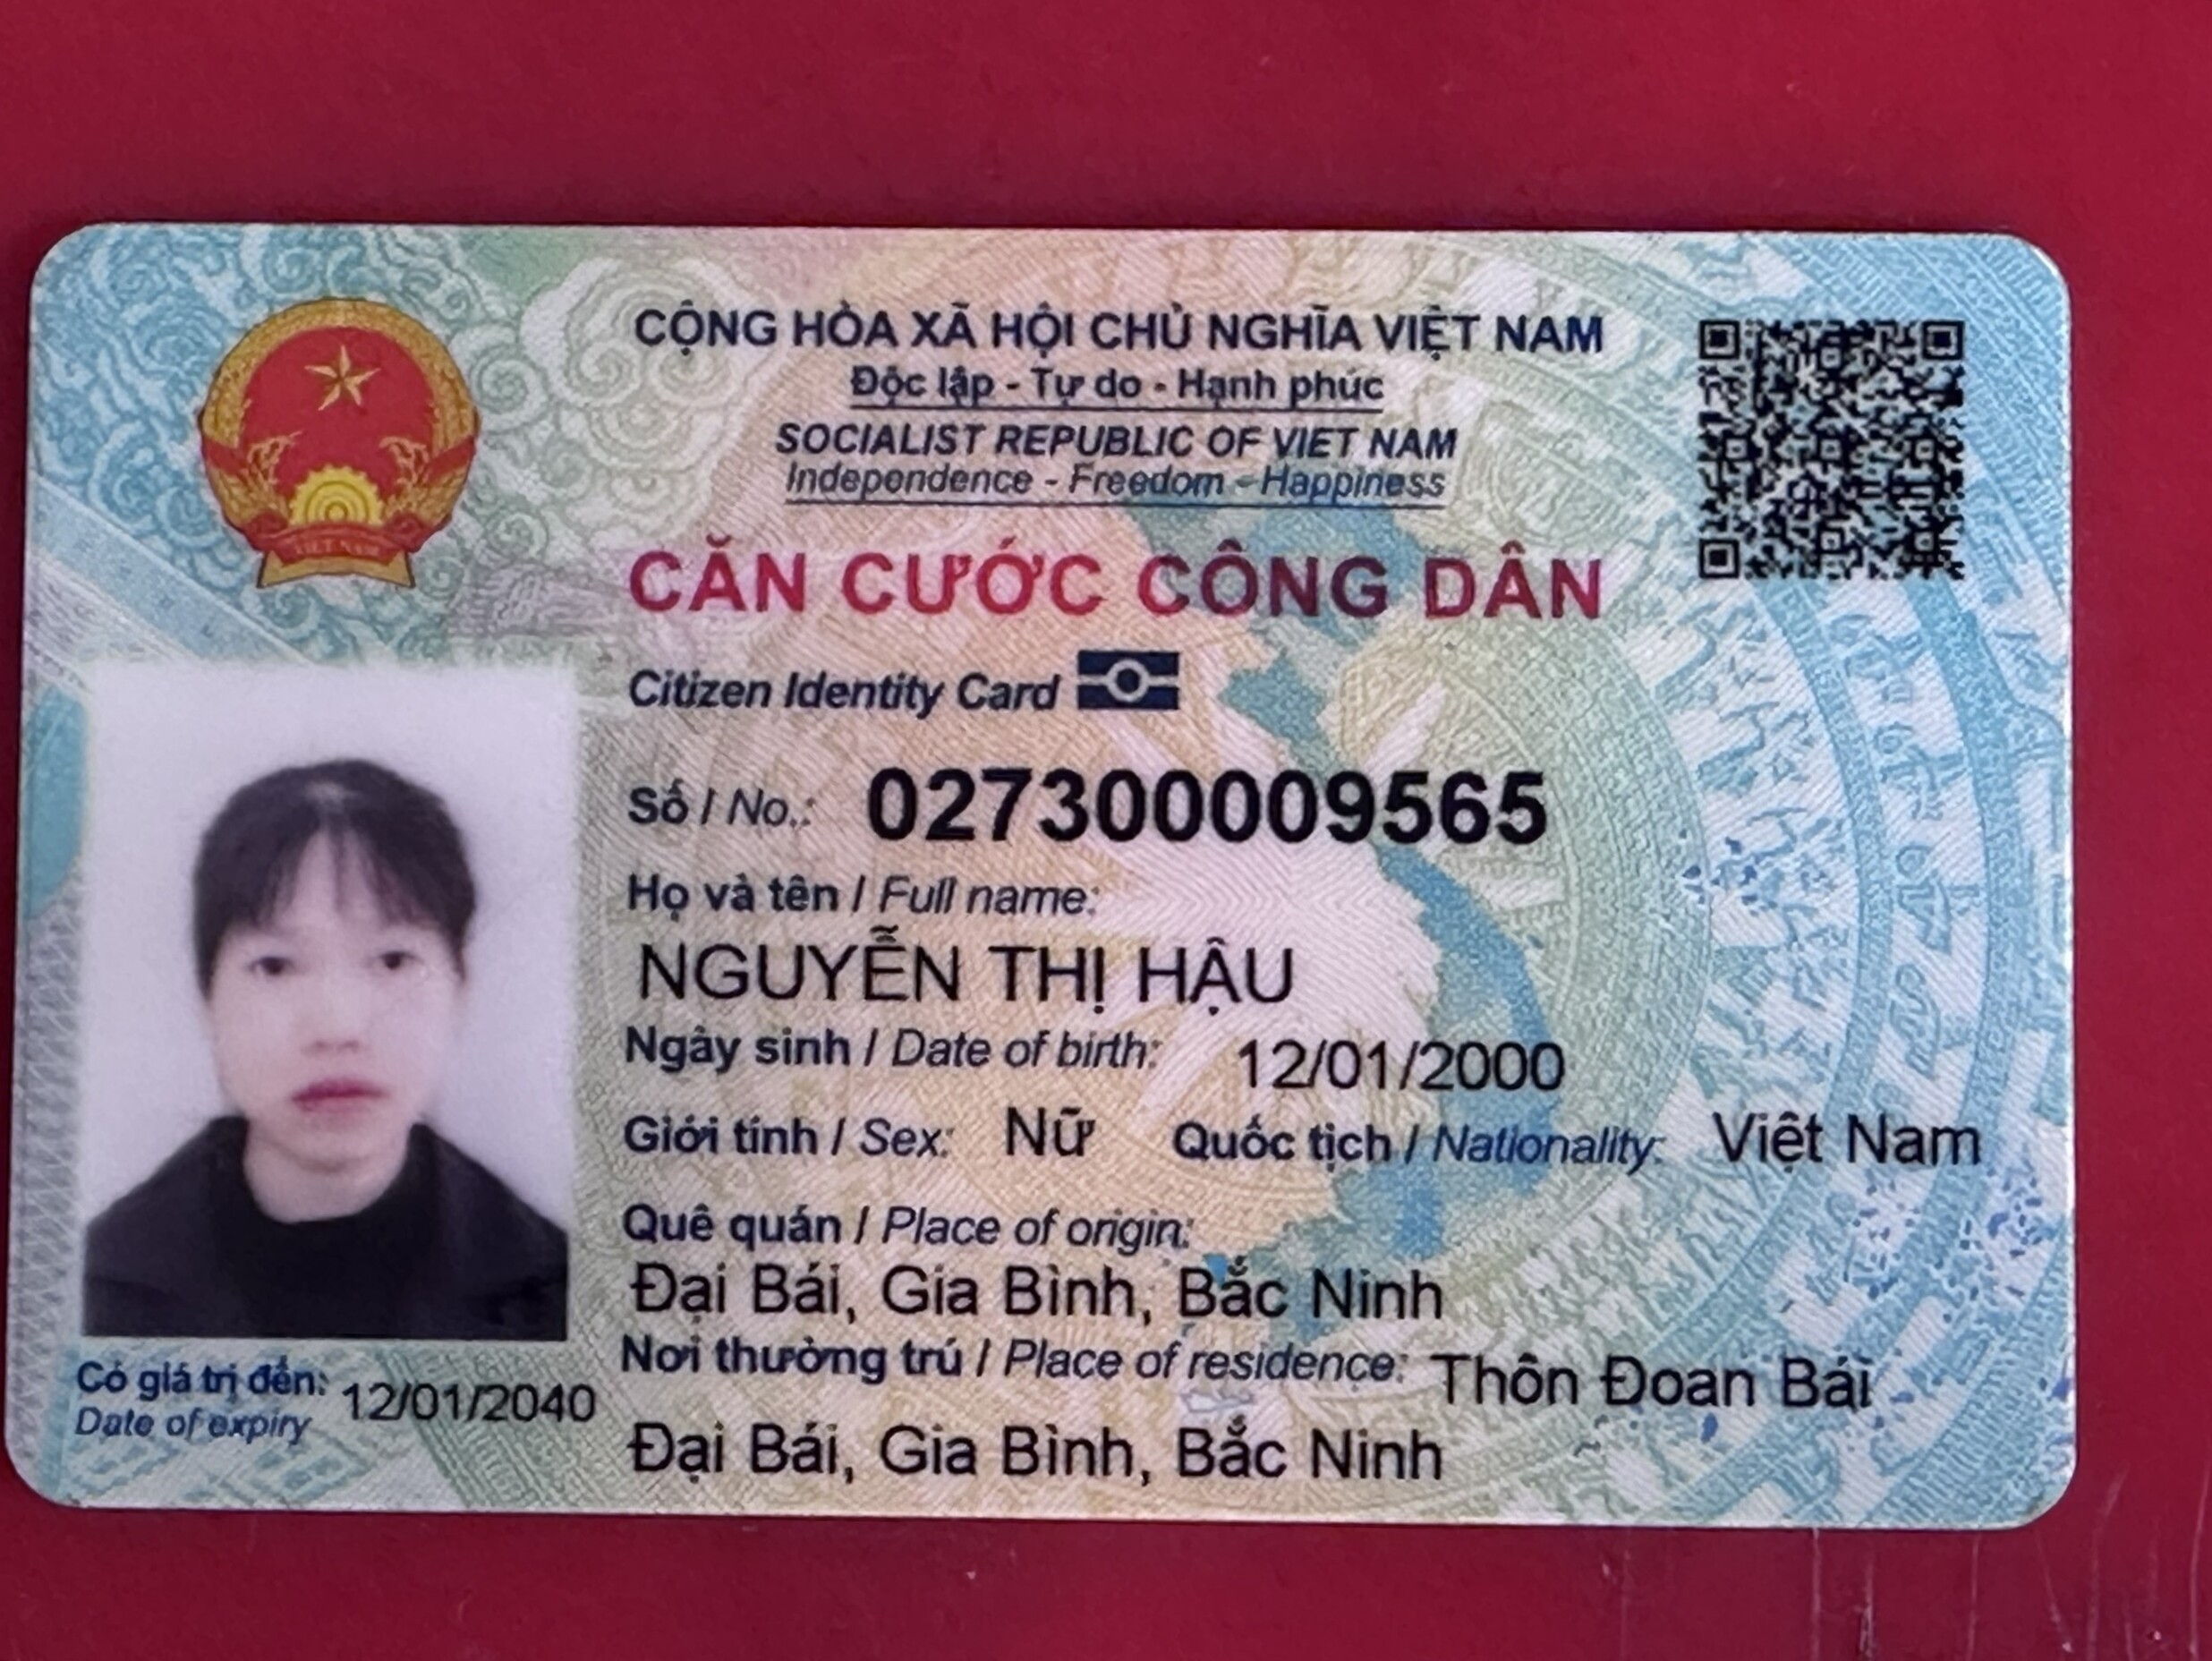 CỘNG HÒA XÃ HỘI CHỦ NGHĨA VIỆT NAM
Độc lập - Tự do - Hạnh phúc
SOCIALIST REPUBLIC OF VIET NAM
Independence - Freedom - Happiness
CĂN CƯỚC CÔNG DÂN
Citizen Identity Card
Số / No.: 027300009565
Họ và tên / Full name:
NGUYỄN THỊ HẬU
Ngày sinh / Date of birth: 12/01/2000
Giới tính / Sex: Nữ Quốc tịch / Nationality: Việt Nam
Quê quán / Place of origin:
Đại Bái, Gia Bình, Bắc Ninh
Nơi thường trú / Place of residence: Thôn Đoan Bái
Đại Bái, Gia Bình, Bắc Ninh
Có giá trị đến: 12/01/2040
Date of expiry
VIỆT NAM